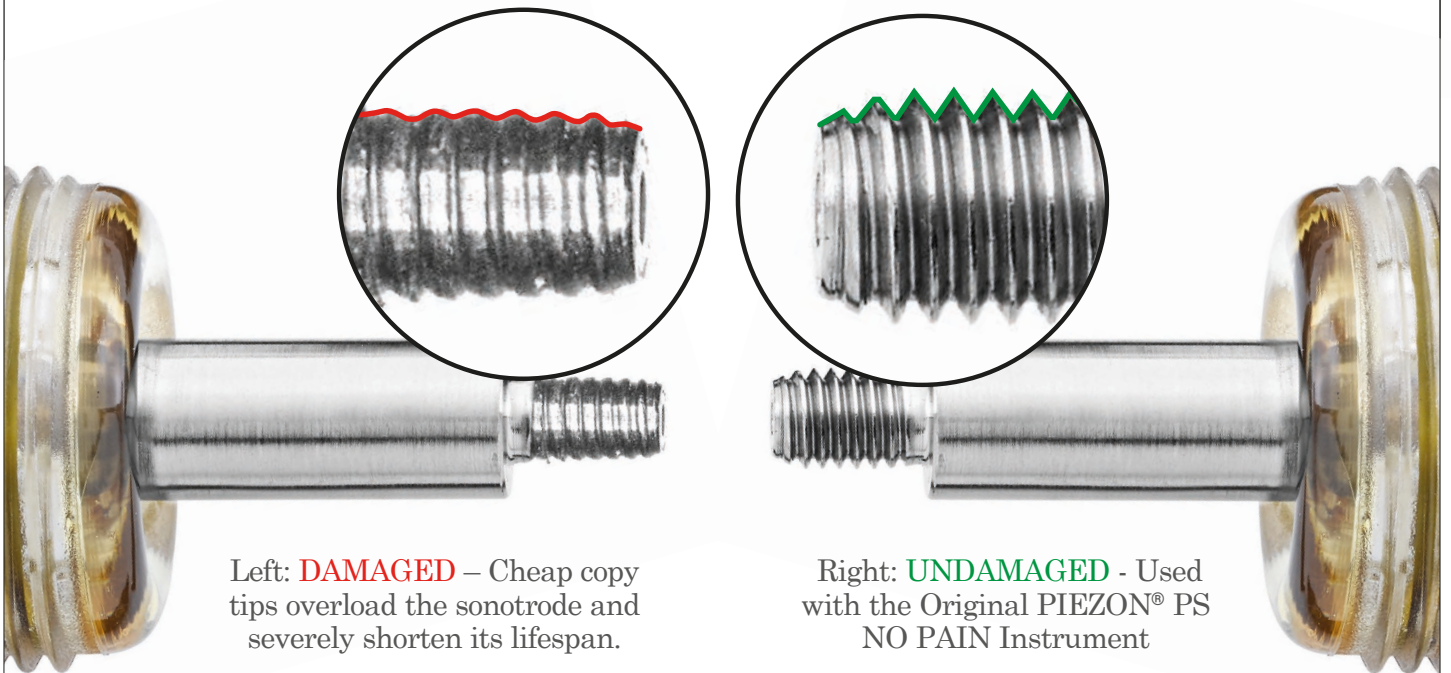 Left: DAMAGED – Cheap copy
tips overload the sonotrode and
severely shorten its lifespan.
Right: UNDAMAGED - Used
with the Original PIEZON® PS
NO PAIN Instrument